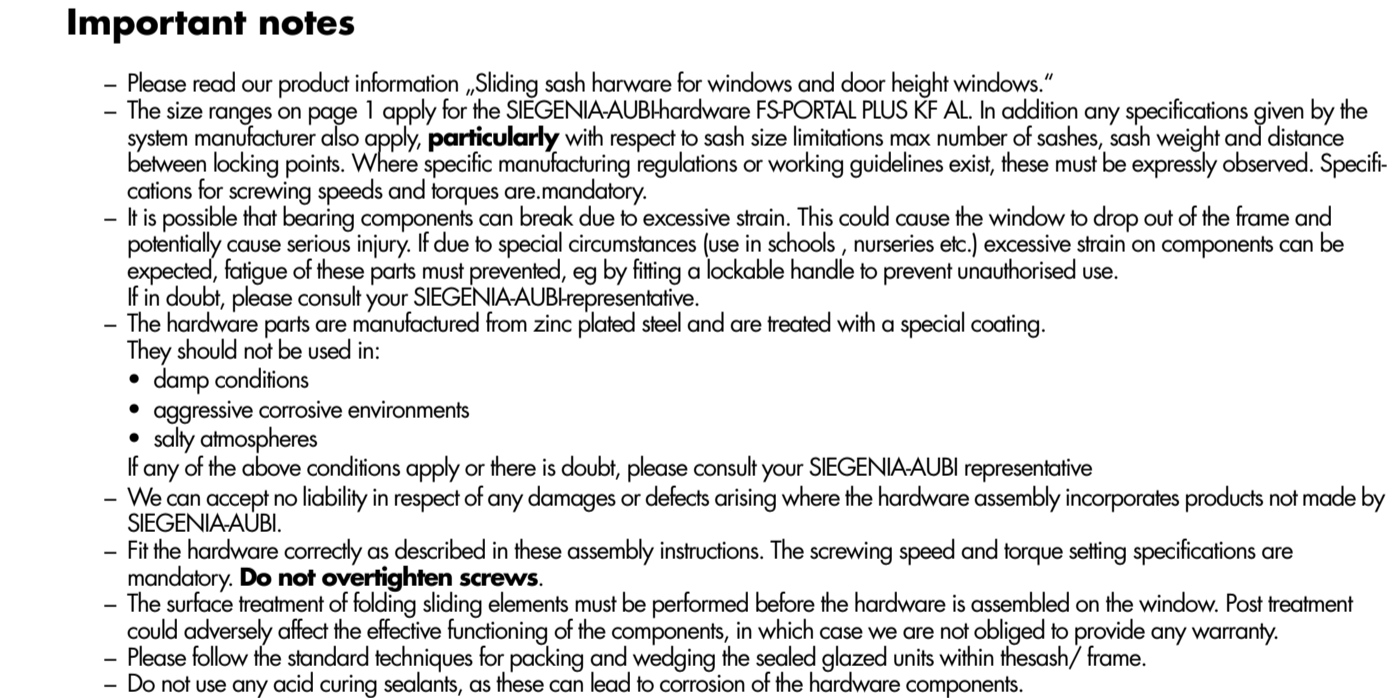 Important notes
– Please read our product information „Sliding sash harware for windows and door height windows.“
– The size ranges on page 1 apply for the SIEGENIA-AUBI-hardware FS-PORTAL PLUS KF AL. In addition any specifications given by the
system manufacturer also apply, particularly with respect to sash size limitations max number of sashes, sash weight and distance
between locking points. Where specific manufacturing regulations or working guidelines exist, these must be expressly observed. Specifi-
cations for screwing speeds and torques are.mandatory.
– It is possible that bearing components can break due to excessive strain. This could cause the window to drop out of the frame and
potentially cause serious injury. If due to special circumstances (use in schools , nurseries etc.) excessive strain on components can be
expected, fatigue of these parts must prevented, eg by fitting a lockable handle to prevent unauthorised use.
If in doubt, please consult your SIEGENIA-AUBI-representative.
– The hardware parts are manufactured from zinc plated steel and are treated with a special coating.
They should not be used in:
• damp conditions
• aggressive corrosive environments
• salty atmospheres
If any of the above conditions apply or there is doubt, please consult your SIEGENIA-AUBI representative
– We can accept no liability in respect of any damages or defects arising where the hardware assembly incorporates products not made by
SIEGENIA-AUBI.
– Fit the hardware correctly as described in these assembly instructions. The screwing speed and torque setting specifications are
mandatory. Do not overtighten screws.
– The surface treatment of folding sliding elements must be performed before the hardware is assembled on the window. Post treatment
could adversely affect the effective functioning of the components, in which case we are not obliged to provide any warranty.
– Please follow the standard techniques for packing and wedging the sealed glazed units within thesash/ frame.
– Do not use any acid curing sealants, as these can lead to corrosion of the hardware components.